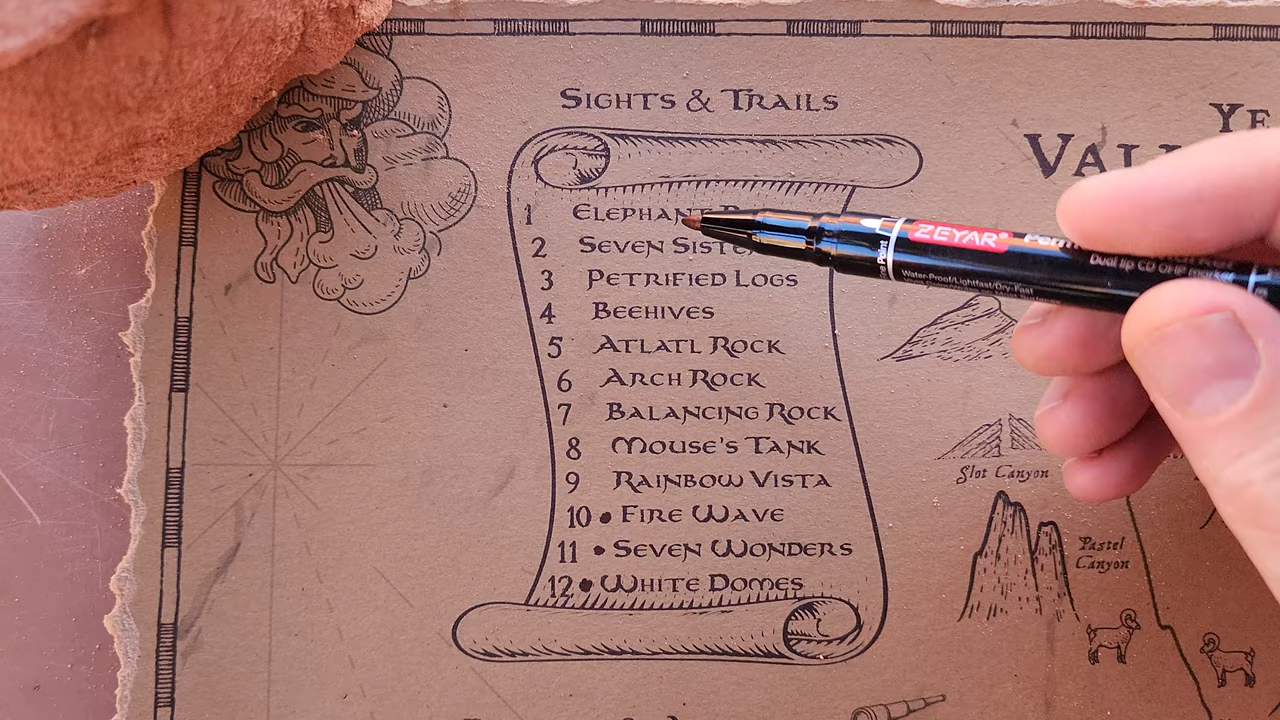 Sights & Trails
Ye
1 Elephant
2 Seven
3 Petrified Logs
4 Beehives
5 Atlatl Rock
6 Arch Rock
7 Balancing Rock
8 Mouse's Tank
9 Rainbow Vista
10 • Fire Wave
11 • Seven Wonders
12 • White Domes
ZEYAR®
Dual tip CD OHP marker
Water-Proof/Lightfast/Dry-Fast
Slot Canyon
Pastel
Canyon